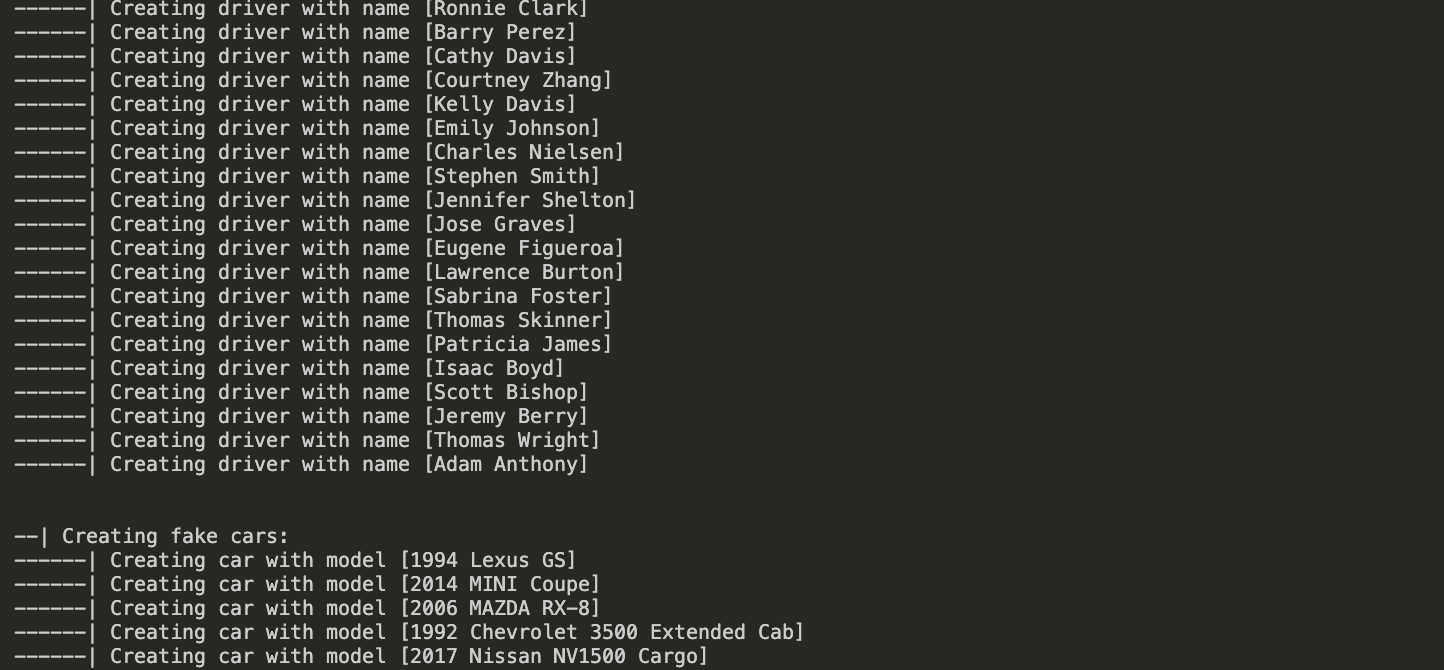 ------| Creating driver with name [Ronnie Clark]
------| Creating driver with name [Barry Perez]
------| Creating driver with name [Cathy Davis]
------| Creating driver with name [Courtney Zhang]
------| Creating driver with name [Kelly Davis]
------| Creating driver with name [Emily Johnson]
------| Creating driver with name [Charles Nielsen]
------| Creating driver with name [Stephen Smith]
------| Creating driver with name [Jennifer Shelton]
------| Creating driver with name [Jose Graves]
------| Creating driver with name [Eugene Figueroa]
------| Creating driver with name [Lawrence Burton]
------| Creating driver with name [Sabrina Foster]
------| Creating driver with name [Thomas Skinner]
------| Creating driver with name [Patricia James]
------| Creating driver with name [Isaac Boyd]
------| Creating driver with name [Scott Bishop]
------| Creating driver with name [Jeremy Berry]
------| Creating driver with name [Thomas Wright]
------| Creating driver with name [Adam Anthony]
--| Creating fake cars:
------| Creating car with model [1994 Lexus GS]
------| Creating car with model [2014 MINI Coupe]
------| Creating car with model [2006 MAZDA RX-8]
------| Creating car with model [1992 Chevrolet 3500 Extended Cab]
------| Creating car with model [2017 Nissan NV1500 Cargo]